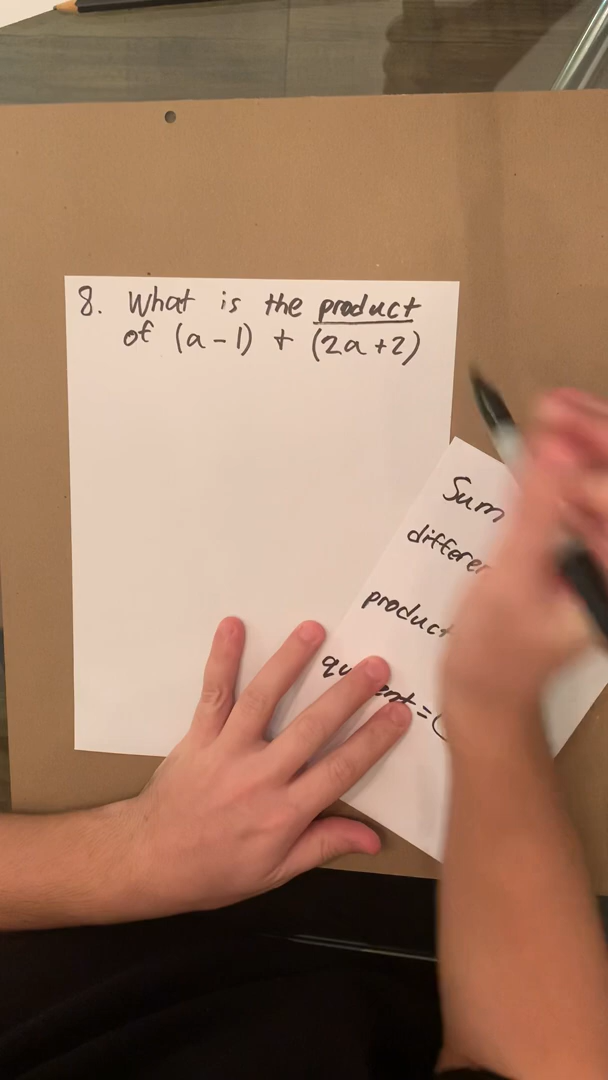 8. What is the product
of (a-1) + (2a+2)
Sum
product